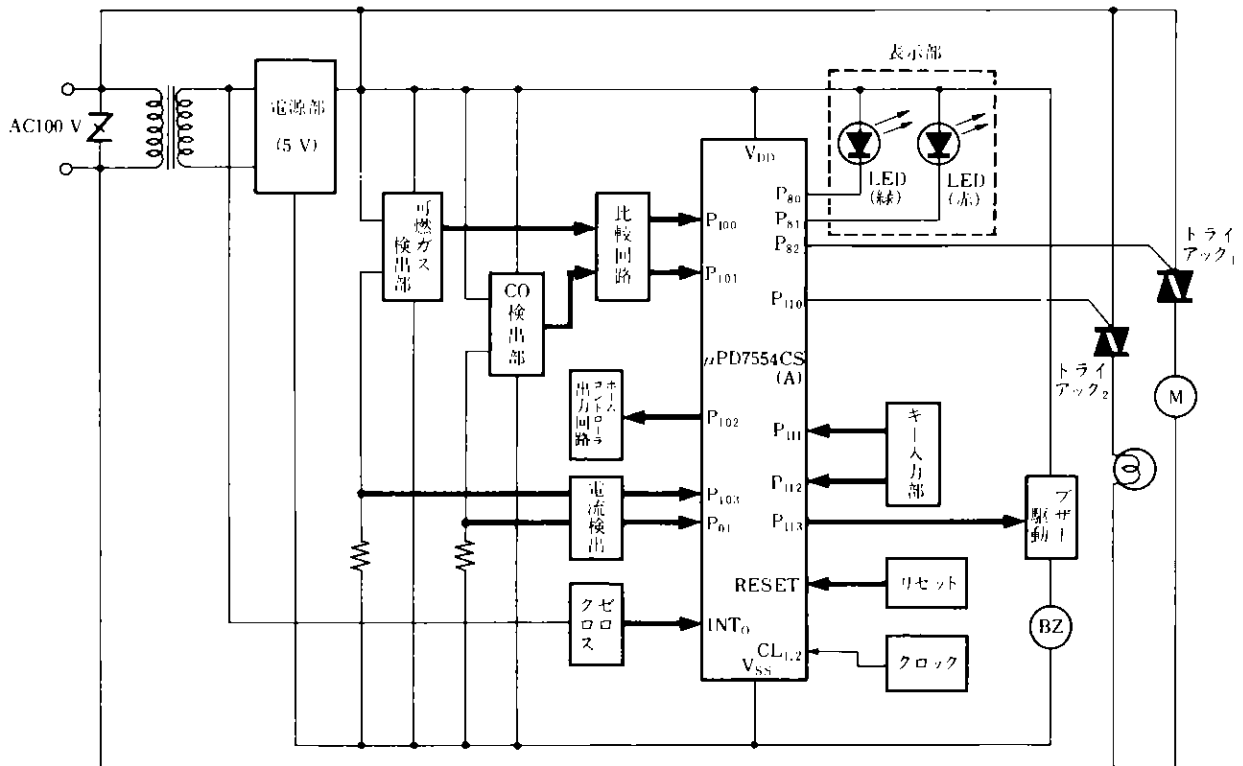 AC100 V
電源部
(5 V)
可燃ガス
検出部
CO
検出部
比較回路
ホーム
コントローラ
出力回路
電流検出
ゼロ
クロス
V_DD
P_100
P_101
P_102
P_103
P_01
INT_0
μPD7554CS
(A)
P_80
P_81
P_82
P_110
P_111
P_112
P_113
RESET
CL_1,2
V_SS
表示部
LED
(緑)
LED
(赤)
トライ
アック_1
トライ
アック_2
M
キー入力部
ブザー
駆動
リセット
クロック
BZ